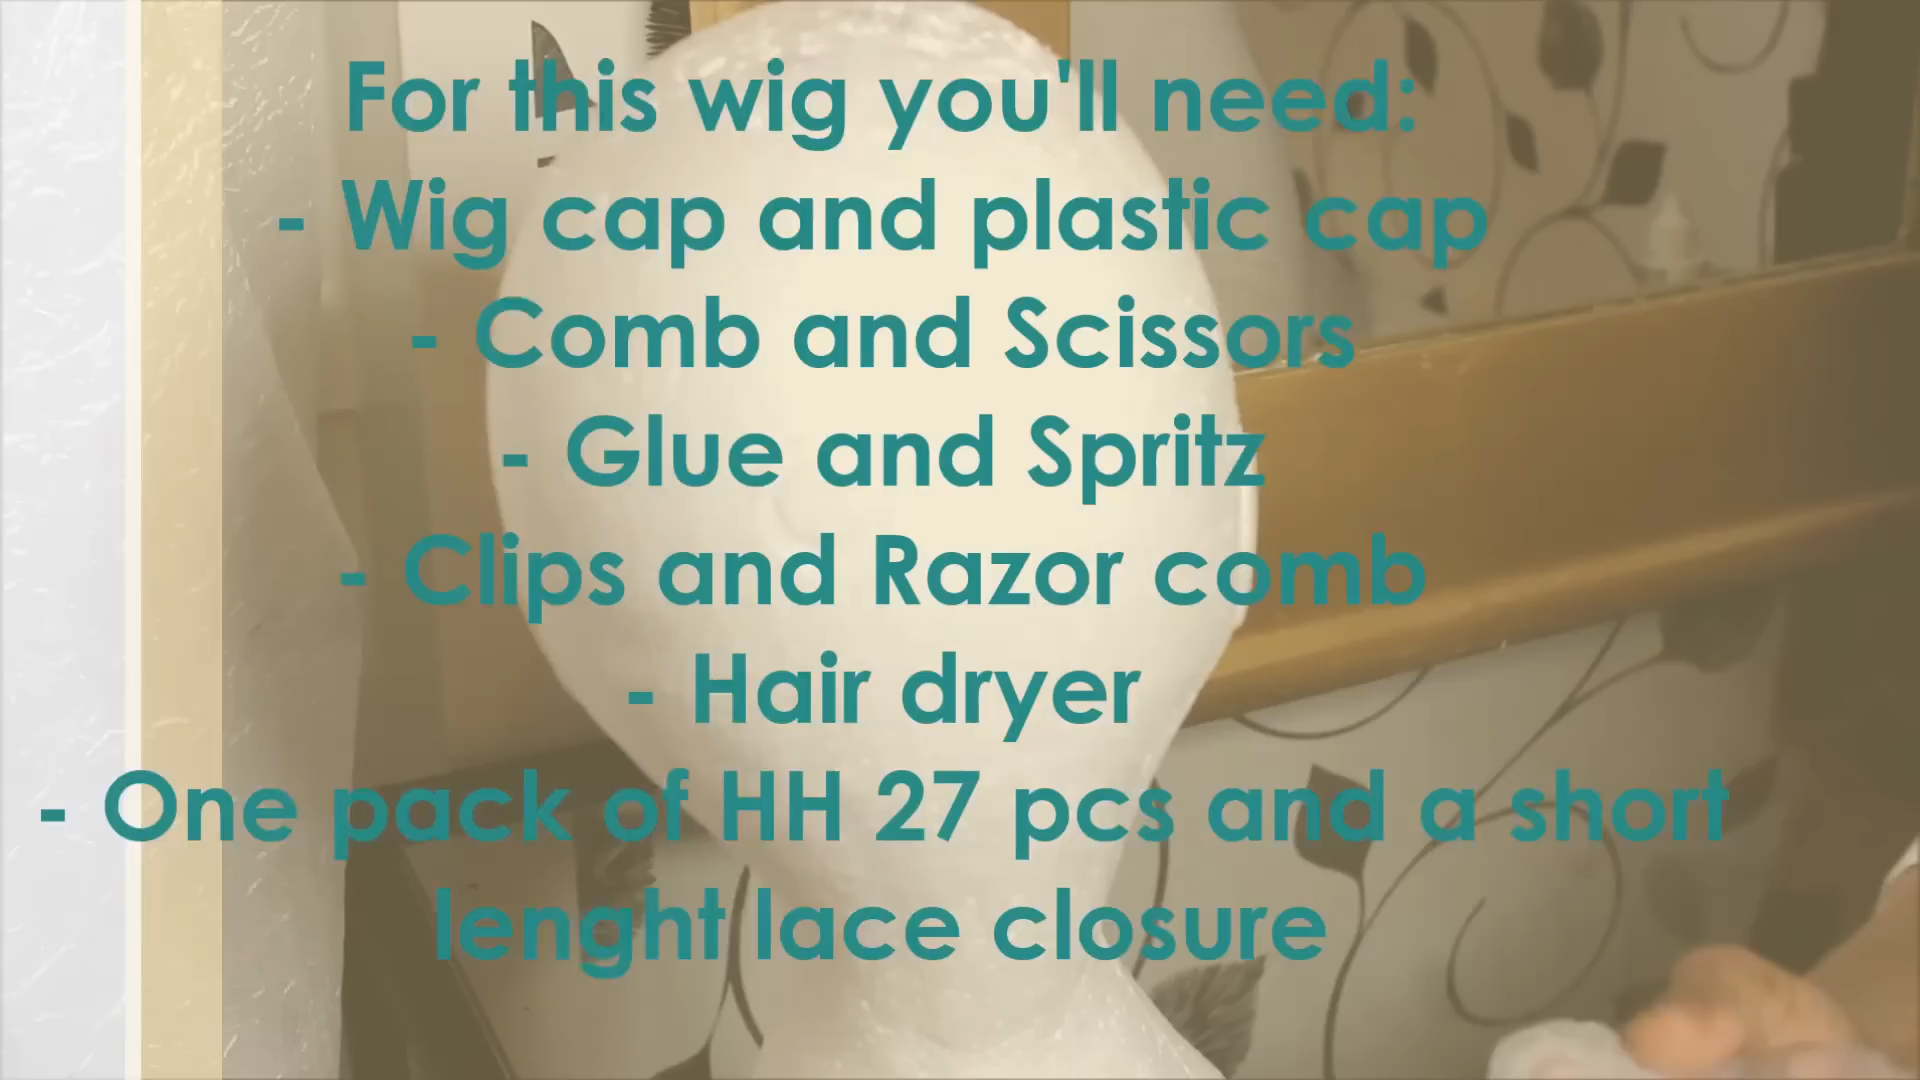 For this wig you'll need:
- Wig cap and plastic cap
- Comb and Scissors
- Glue and Spritz
- Clips and Razor comb
- Hair dryer
- One pack of HH 27 pcs and a short
lenght lace closure